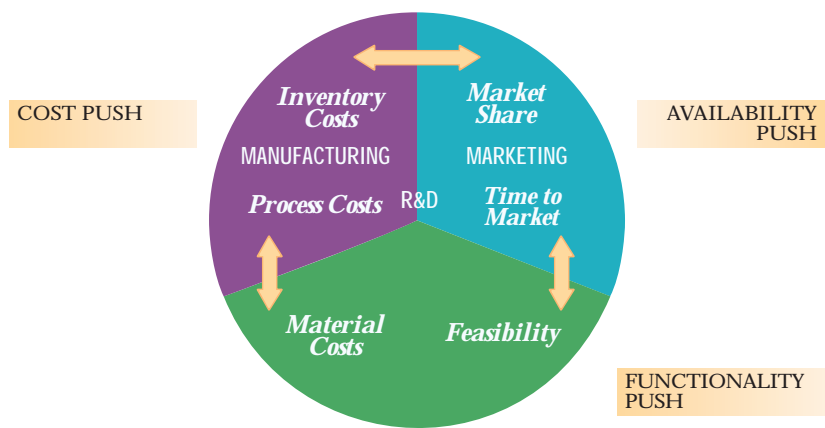 COST PUSH
Inventory
Costs
MANUFACTURING
Process Costs
R&D
Market
Share
MARKETING
Time to
Market
AVAILABILITY
PUSH
Material
Costs
Feasibility
FUNCTIONALITY
PUSH